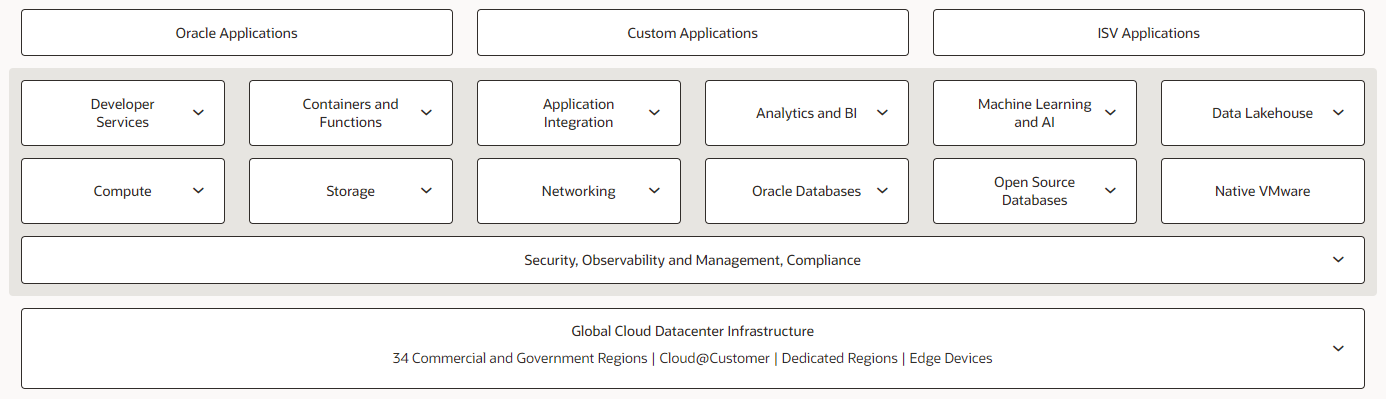 Oracle Applications
Custom Applications
ISV Applications
Developer
Services
Containers and
Functions
Application
Integration
Analytics and BI
Machine Learning
and AI
Data Lakehouse
Compute
Storage
Networking
Oracle Databases
Open Source
Databases
Native VMware
Security, Observability and Management, Compliance
Global Cloud Datacenter Infrastructure
34 Commercial and Government Regions | Cloud@Customer | Dedicated Regions | Edge Devices